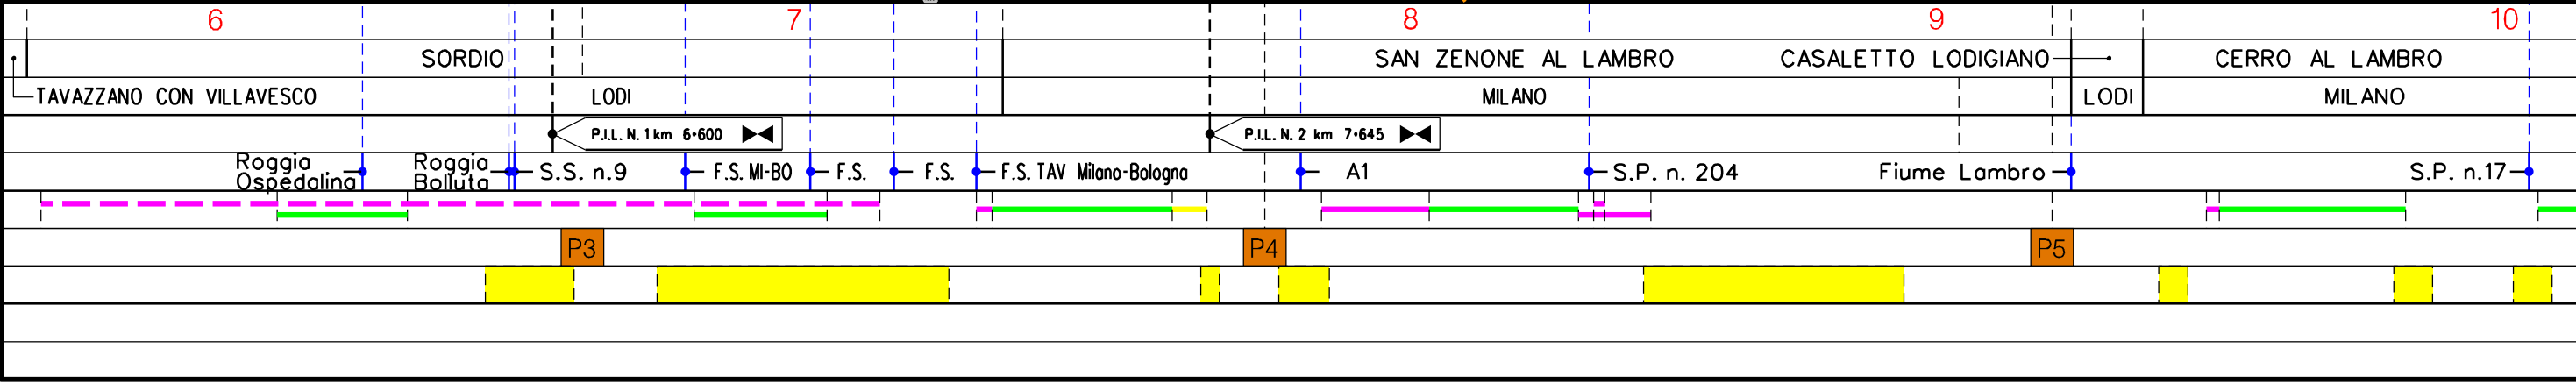 6 7 8 9 10
SORDIO SAN ZENONE AL LAMBRO CASALETTO LODIGIANO CERRO AL LAMBRO
TAVAZZANO CON VILLAVESCO LODI MILANO LODI MILANO
P.I.L. N. 1 km 6+600 P.I.L. N. 2 km 7+645
Roggia Ospedalina
Roggia Bolluta
S.S. n.9 F.S. MI-BO F.S. F.S. F.S. TAV Milano-Bologna A1 S.P. n. 204 Fiume Lambro S.P. n.17
P3 P4 P5